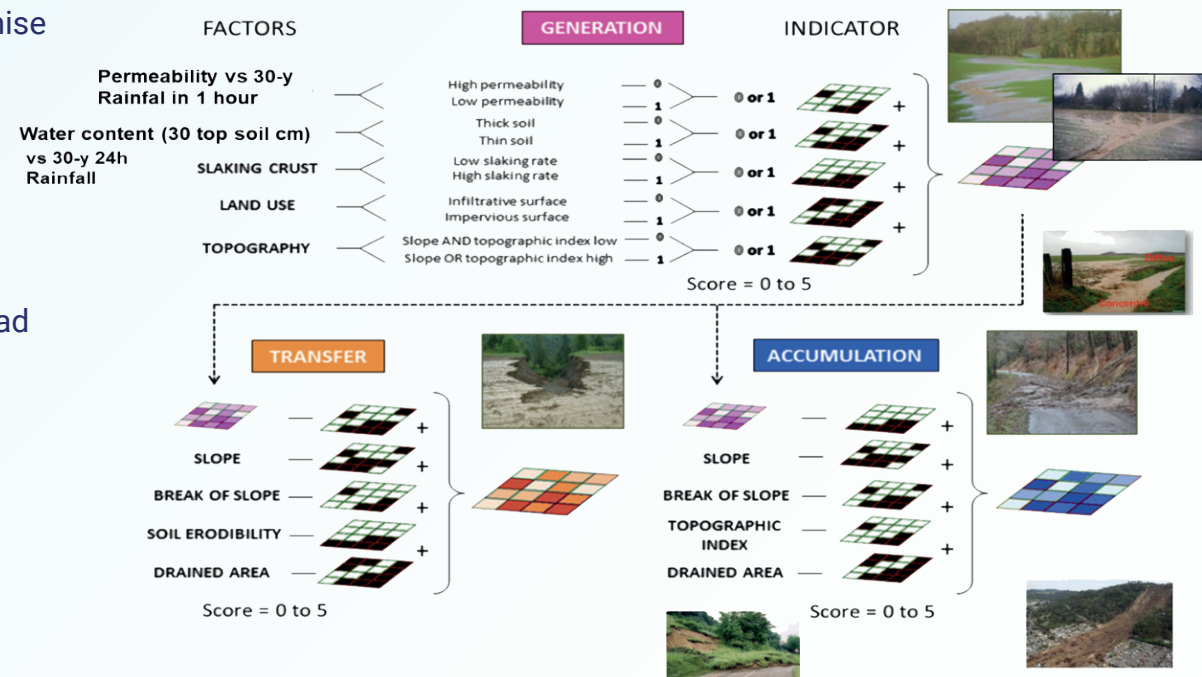 nise
FACTORS
GENERATION
INDICATOR
Permeability vs 30-y
Rainfal in 1 hour
High permeability
0
Low permeability
1
0 or 1
+
Water content (30 top soil cm)
vs 30-y 24h
Rainfall
Thick soil
0
Thin soil
1
0 or 1
+
SLAKING CRUST
Low slaking rate
0
High slaking rate
1
0 or 1
+
LAND USE
Infiltrative surface
0
Impervious surface
1
0 or 1
+
TOPOGRAPHY
Slope AND topographic index low
0
Slope OR topographic index high
1
0 or 1
Score = 0 to 5
ad
TRANSFER
+
SLOPE
+
BREAK OF SLOPE
+
SOIL ERODIBILITY
+
DRAINED AREA
Score = 0 to 5
ACCUMULATION
+
SLOPE
+
BREAK OF SLOPE
+
TOPOGRAPHIC
INDEX
+
DRAINED AREA
Score = 0 to 5